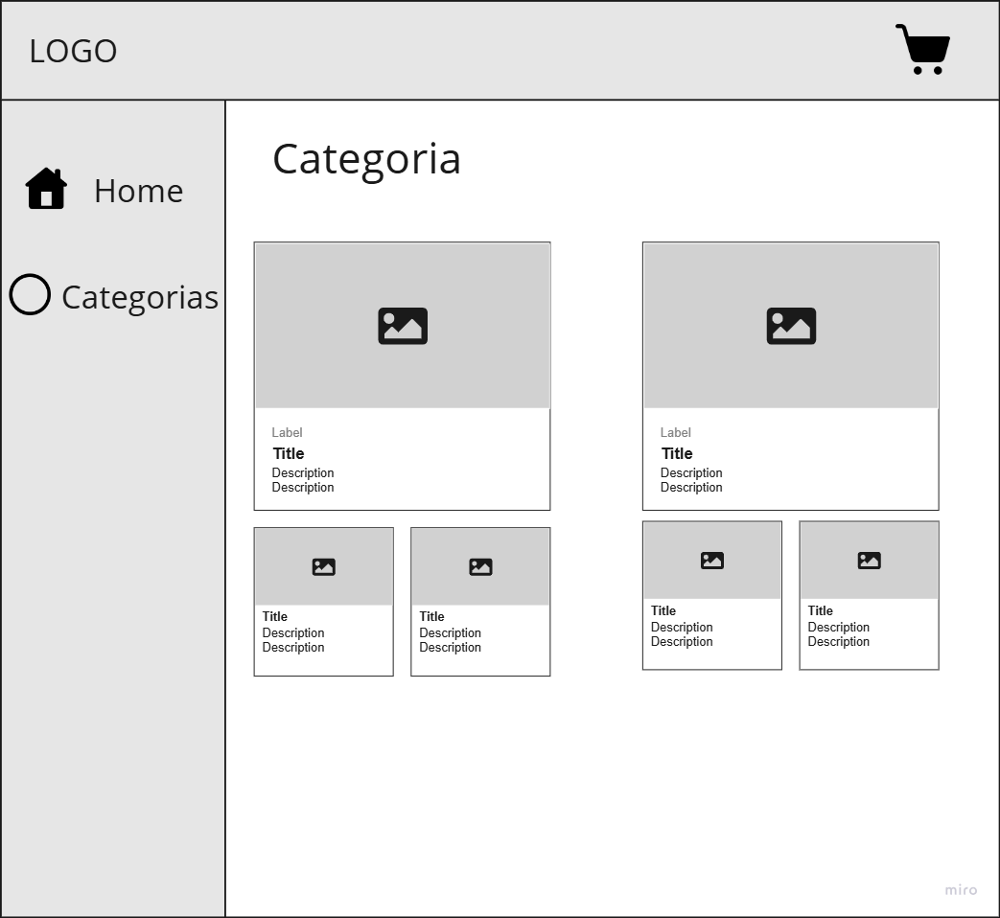 LOGO
Home
Categorias
Categoria
Label
Title
Description
Description
Label
Title
Description
Description
Title
Description
Description
Title
Description
Description
Title
Description
Description
Title
Description
Description
miro